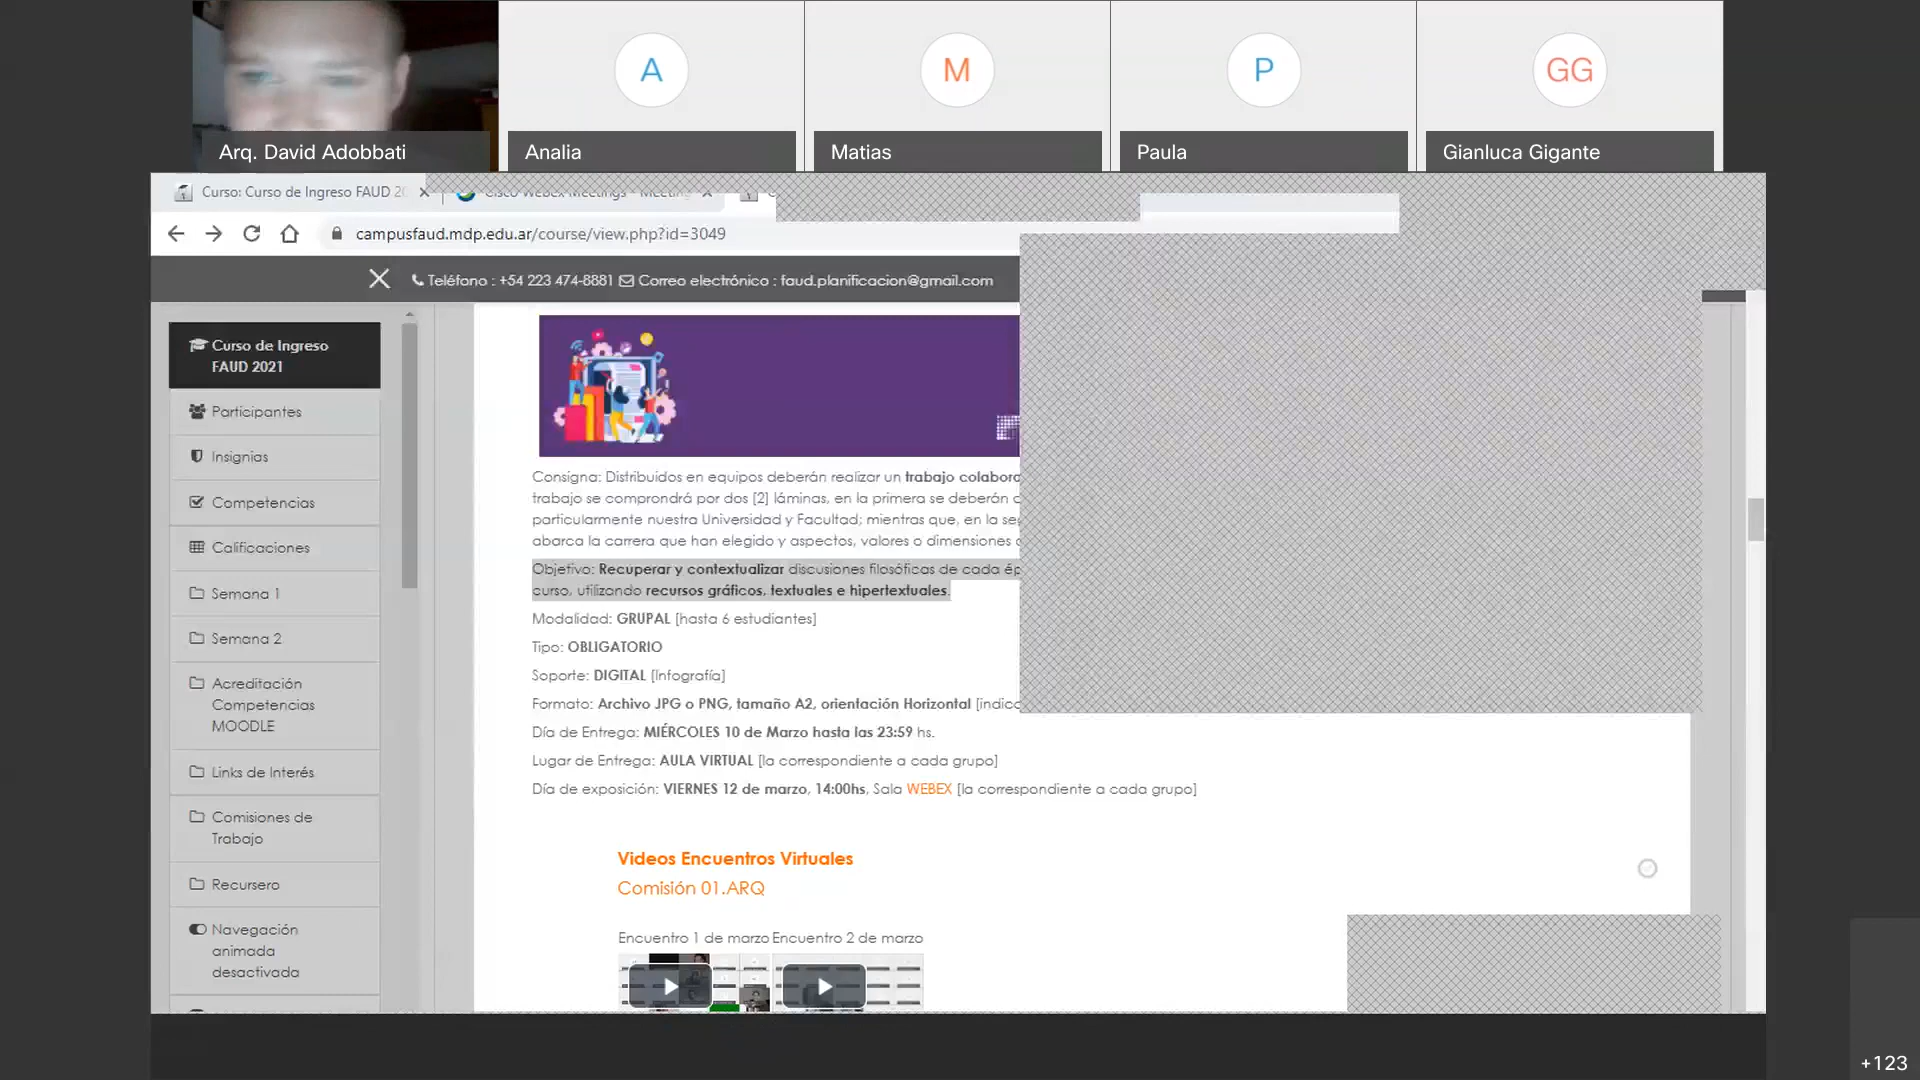 A
M
P
GG
Arq. David Adobbati
Analia
Matias
Paula
Gianluca Gigante
Curso: Curso de Ingreso FAUD 20
Cisco Webex Meetings - Meeting
campusfaud.mdp.edu.ar/course/view.php?id=3049
Teléfono : +54 223 474-8881 Correo electrónico : faud.planificacion@gmail.com
Curso de Ingreso
FAUD 2021
Participantes
Insignias
Competencias
Calificaciones
Semana 1
Semana 2
Acreditación
Competencias
MOODLE
Links de Interés
Comisiones de
Trabajo
Recursero
Navegación
animada
desactivada
Consigna: Distribuidos en equipos deberán realizar un trabajo colabora
trabajo se comprondrá por dos [2] láminas, en la primera se deberán
particularmente nuestra Universidad y Facultad; mientras que, en la se
abarca la carrera que han elegido y aspectos, valores o dimensiones
Objetivo: Recuperar y contextualizar discusiones filosóficas de cada ép
curso, utilizando recursos gráficos, textuales e hipertextuales.
Modalidad: GRUPAL [hasta 6 estudiantes]
Tipo: OBLIGATORIO
Soporte: DIGITAL [Infografía]
Formato: Archivo JPG o PNG, tamaño A2, orientación Horizontal [indic
Día de Entrega: MIÉRCOLES 10 de Marzo hasta las 23:59 hs.
Lugar de Entrega: AULA VIRTUAL [la correspondiente a cada grupo]
Día de exposición: VIERNES 12 de marzo, 14:00hs, Sala WEBEX [la correspondiente a cada grupo]
Videos Encuentros Virtuales
Comisión 01.ARQ
Encuentro 1 de marzo Encuentro 2 de marzo
+123